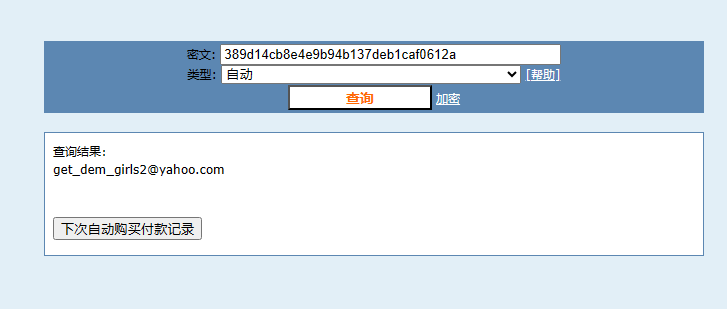 密文: 389d14cb8e4e9b94b137deb1caf0612a
类型: 自动 [帮助]
查询 加密
查询结果:
get_dem_girls2@yahoo.com
下次自动购买付款记录